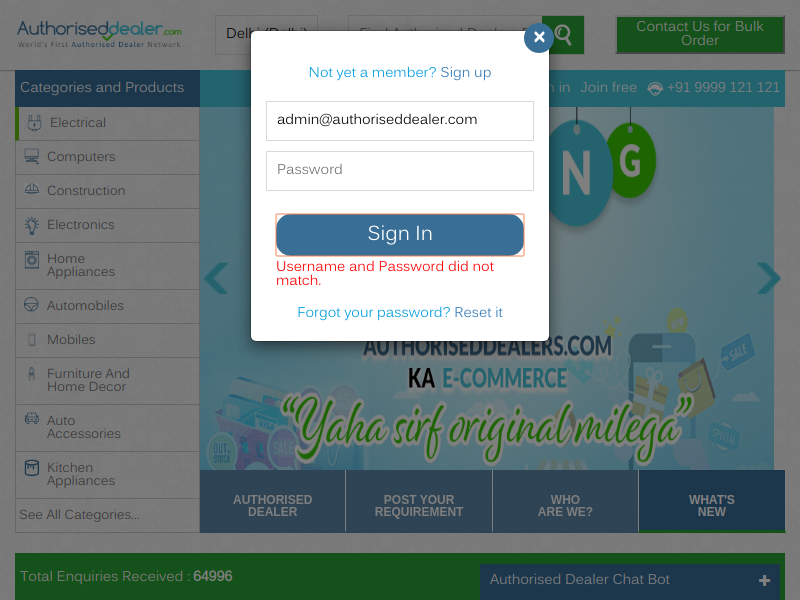 Authoriseddealer.com
World's First Authorised Dealer Network
Delhi (Delhi)
Contact Us for Bulk
Order
Categories and Products
in Join free +91 9999 121 121
Not yet a member? Sign up
admin@authoriseddealer.com
Password
Sign In
Username and Password did not
match.
Forgot your password? Reset it
Electrical
Computers
Construction
Electronics
Home
Appliances
Automobiles
Mobiles
Furniture And
Home Decor
Auto
Accessories
Kitchen
Appliances
See All Categories...
N G
AUTHORISEDDEALERS.COM
KA E-COMMERCE
“Yaha sirf original milega”
OUT of STOCK
SALE
SALE
SPECIAL
AUTHORISED
DEALER
POST YOUR
REQUIREMENT
WHO
ARE WE?
WHAT'S
NEW
Total Enquiries Received : 64996
Authorised Dealer Chat Bot